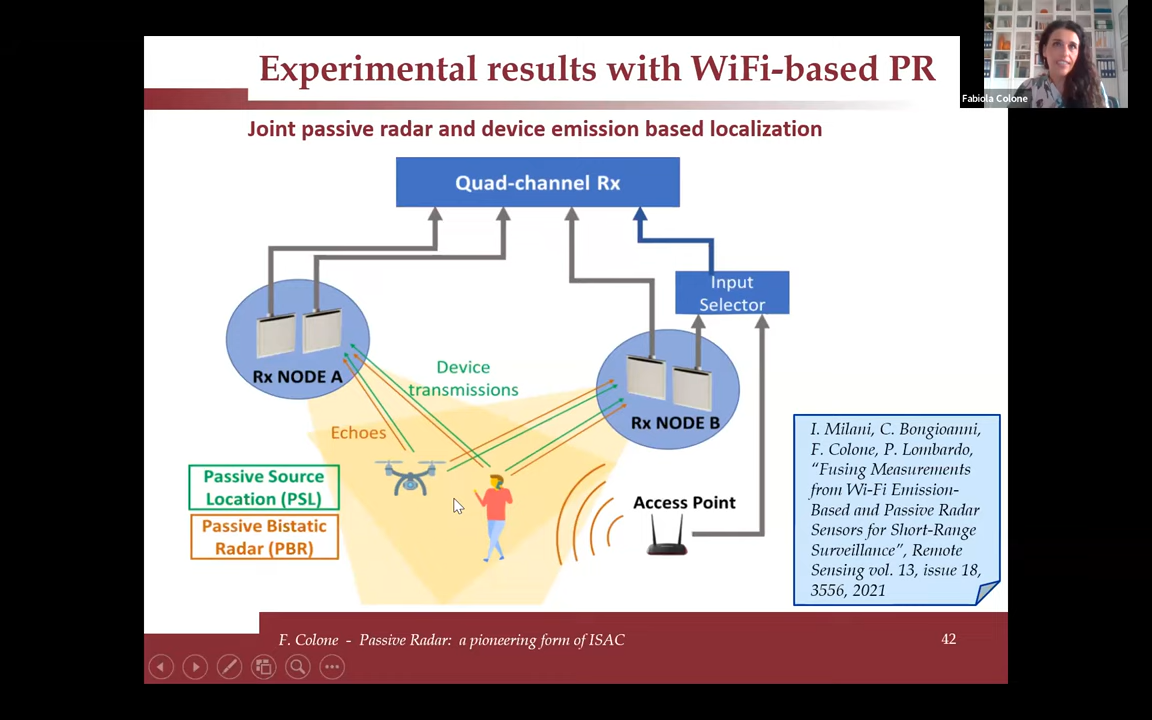 Experimental results with WiFi-based PR
Fabiola Colone
Joint passive radar and device emission based localization
Quad-channel Rx
Input
Selector
Rx NODE A
Device
transmissions
Rx NODE B
Echoes
Passive Source
Location (PSL)
Passive Bistatic
Radar (PBR)
Access Point
I. Milani, C. Bongioanni,
F. Colone, P. Lombardo,
“Fusing Measurements
from Wi-Fi Emission-
Based and Passive Radar
Sensors for Short-Range
Surveillance”, Remote
Sensing vol. 13, issue 18,
3556, 2021
F. Colone - Passive Radar: a pioneering form of ISAC
42